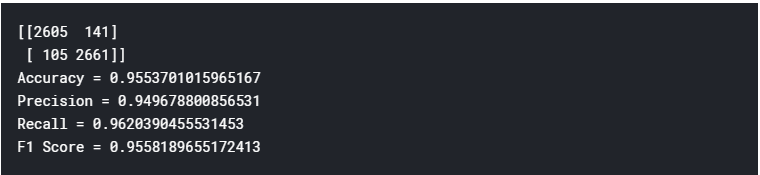 [[2605  141]
 [ 105 2661]]
Accuracy = 0.9553701015965167
Precision = 0.949678800856531
Recall = 0.9620390455531453
F1 Score = 0.9558189655172413